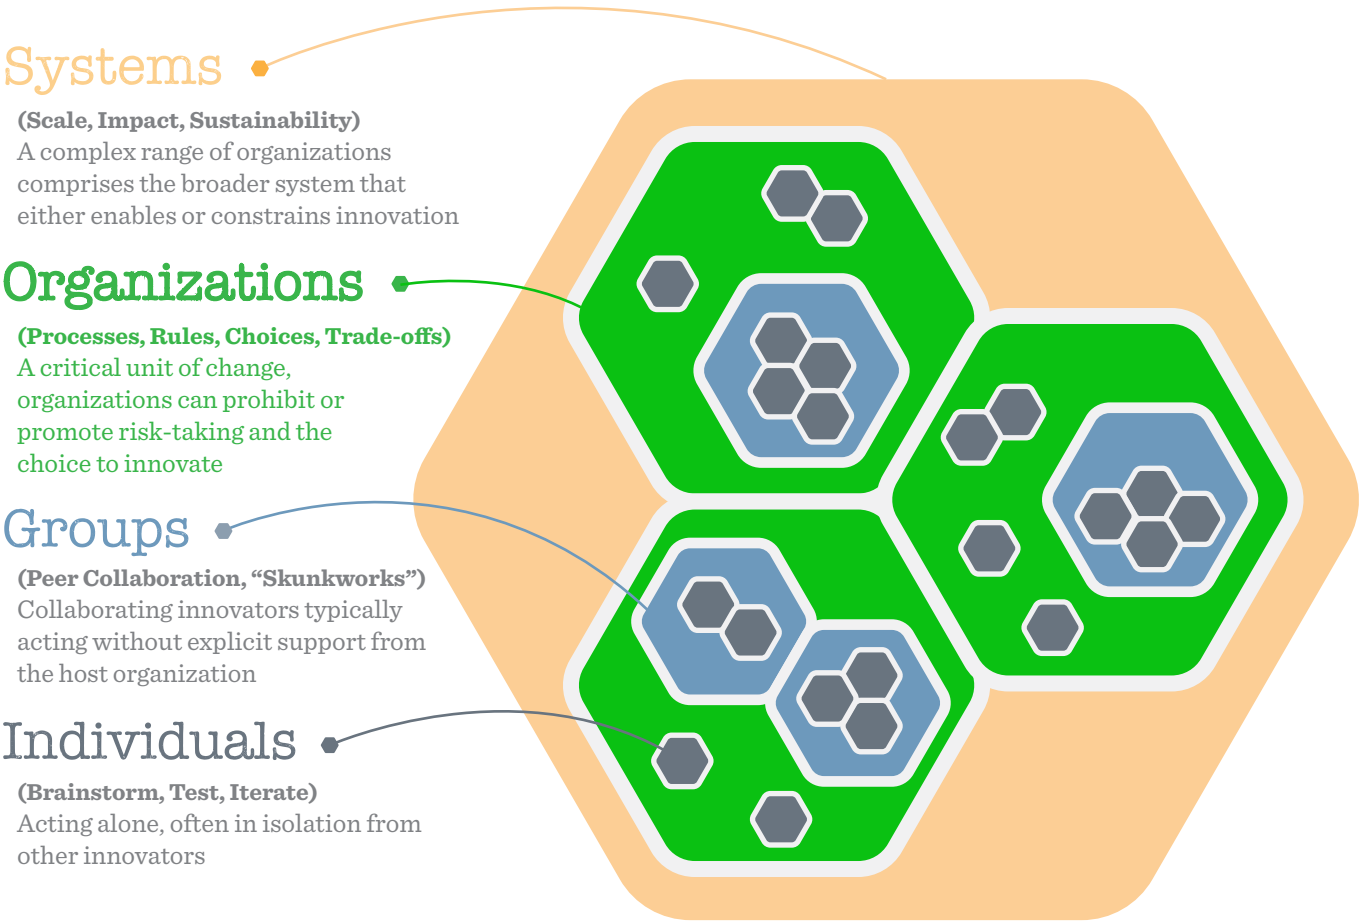 Systems
(Scale, Impact, Sustainability)
A complex range of organizations
comprises the broader system that
either enables or constrains innovation
Organizations
(Processes, Rules, Choices, Trade-offs)
A critical unit of change,
organizations can prohibit or
promote risk-taking and the
choice to innovate
Groups
(Peer Collaboration, “Skunkworks”)
Collaborating innovators typically
acting without explicit support from
the host organization
Individuals
(Brainstorm, Test, Iterate)
Acting alone, often in isolation from
other innovators